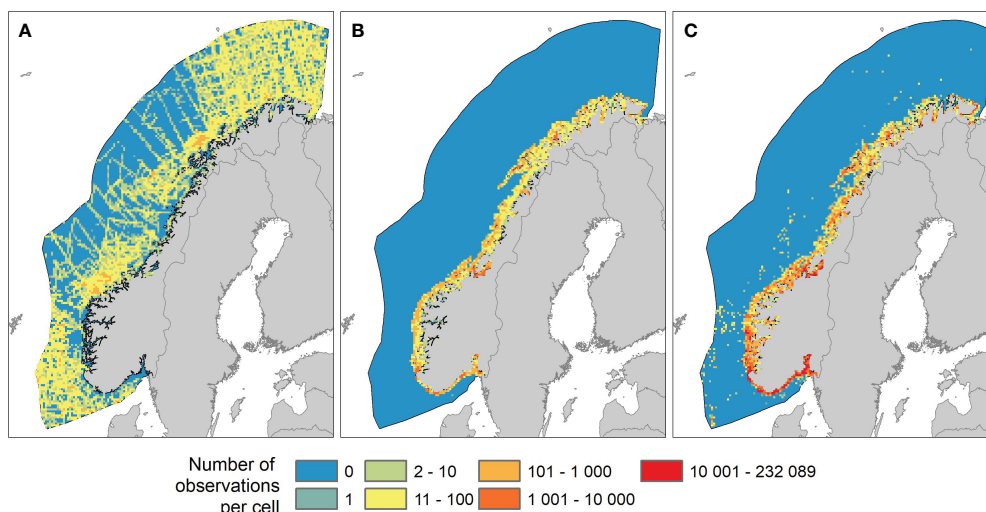 A B C
Number of observations per cell
0 2 - 10 101 - 1 000 10 001 - 232 089
1 11 - 100 1 001 - 10 000